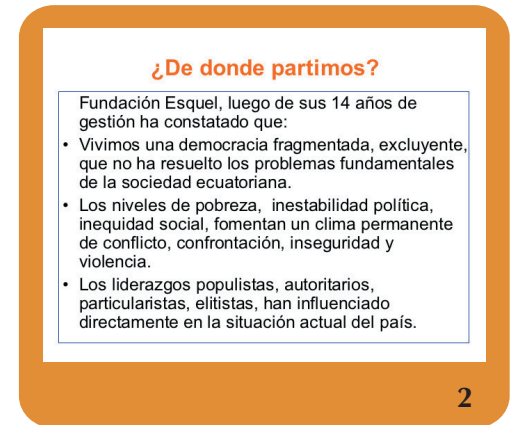 ¿De donde partimos?
Fundación Esquel, luego de sus 14 años de
gestión ha constatado que:
• Vivimos una democracia fragmentada, excluyente,
que no ha resuelto los problemas fundamentales
de la sociedad ecuatoriana.
• Los niveles de pobreza, inestabilidad política,
inequidad social, fomentan un clima permanente
de conflicto, confrontación, inseguridad y
violencia.
• Los liderazgos populistas, autoritarios,
particularistas, elitistas, han influenciado
directamente en la situación actual del país.
2